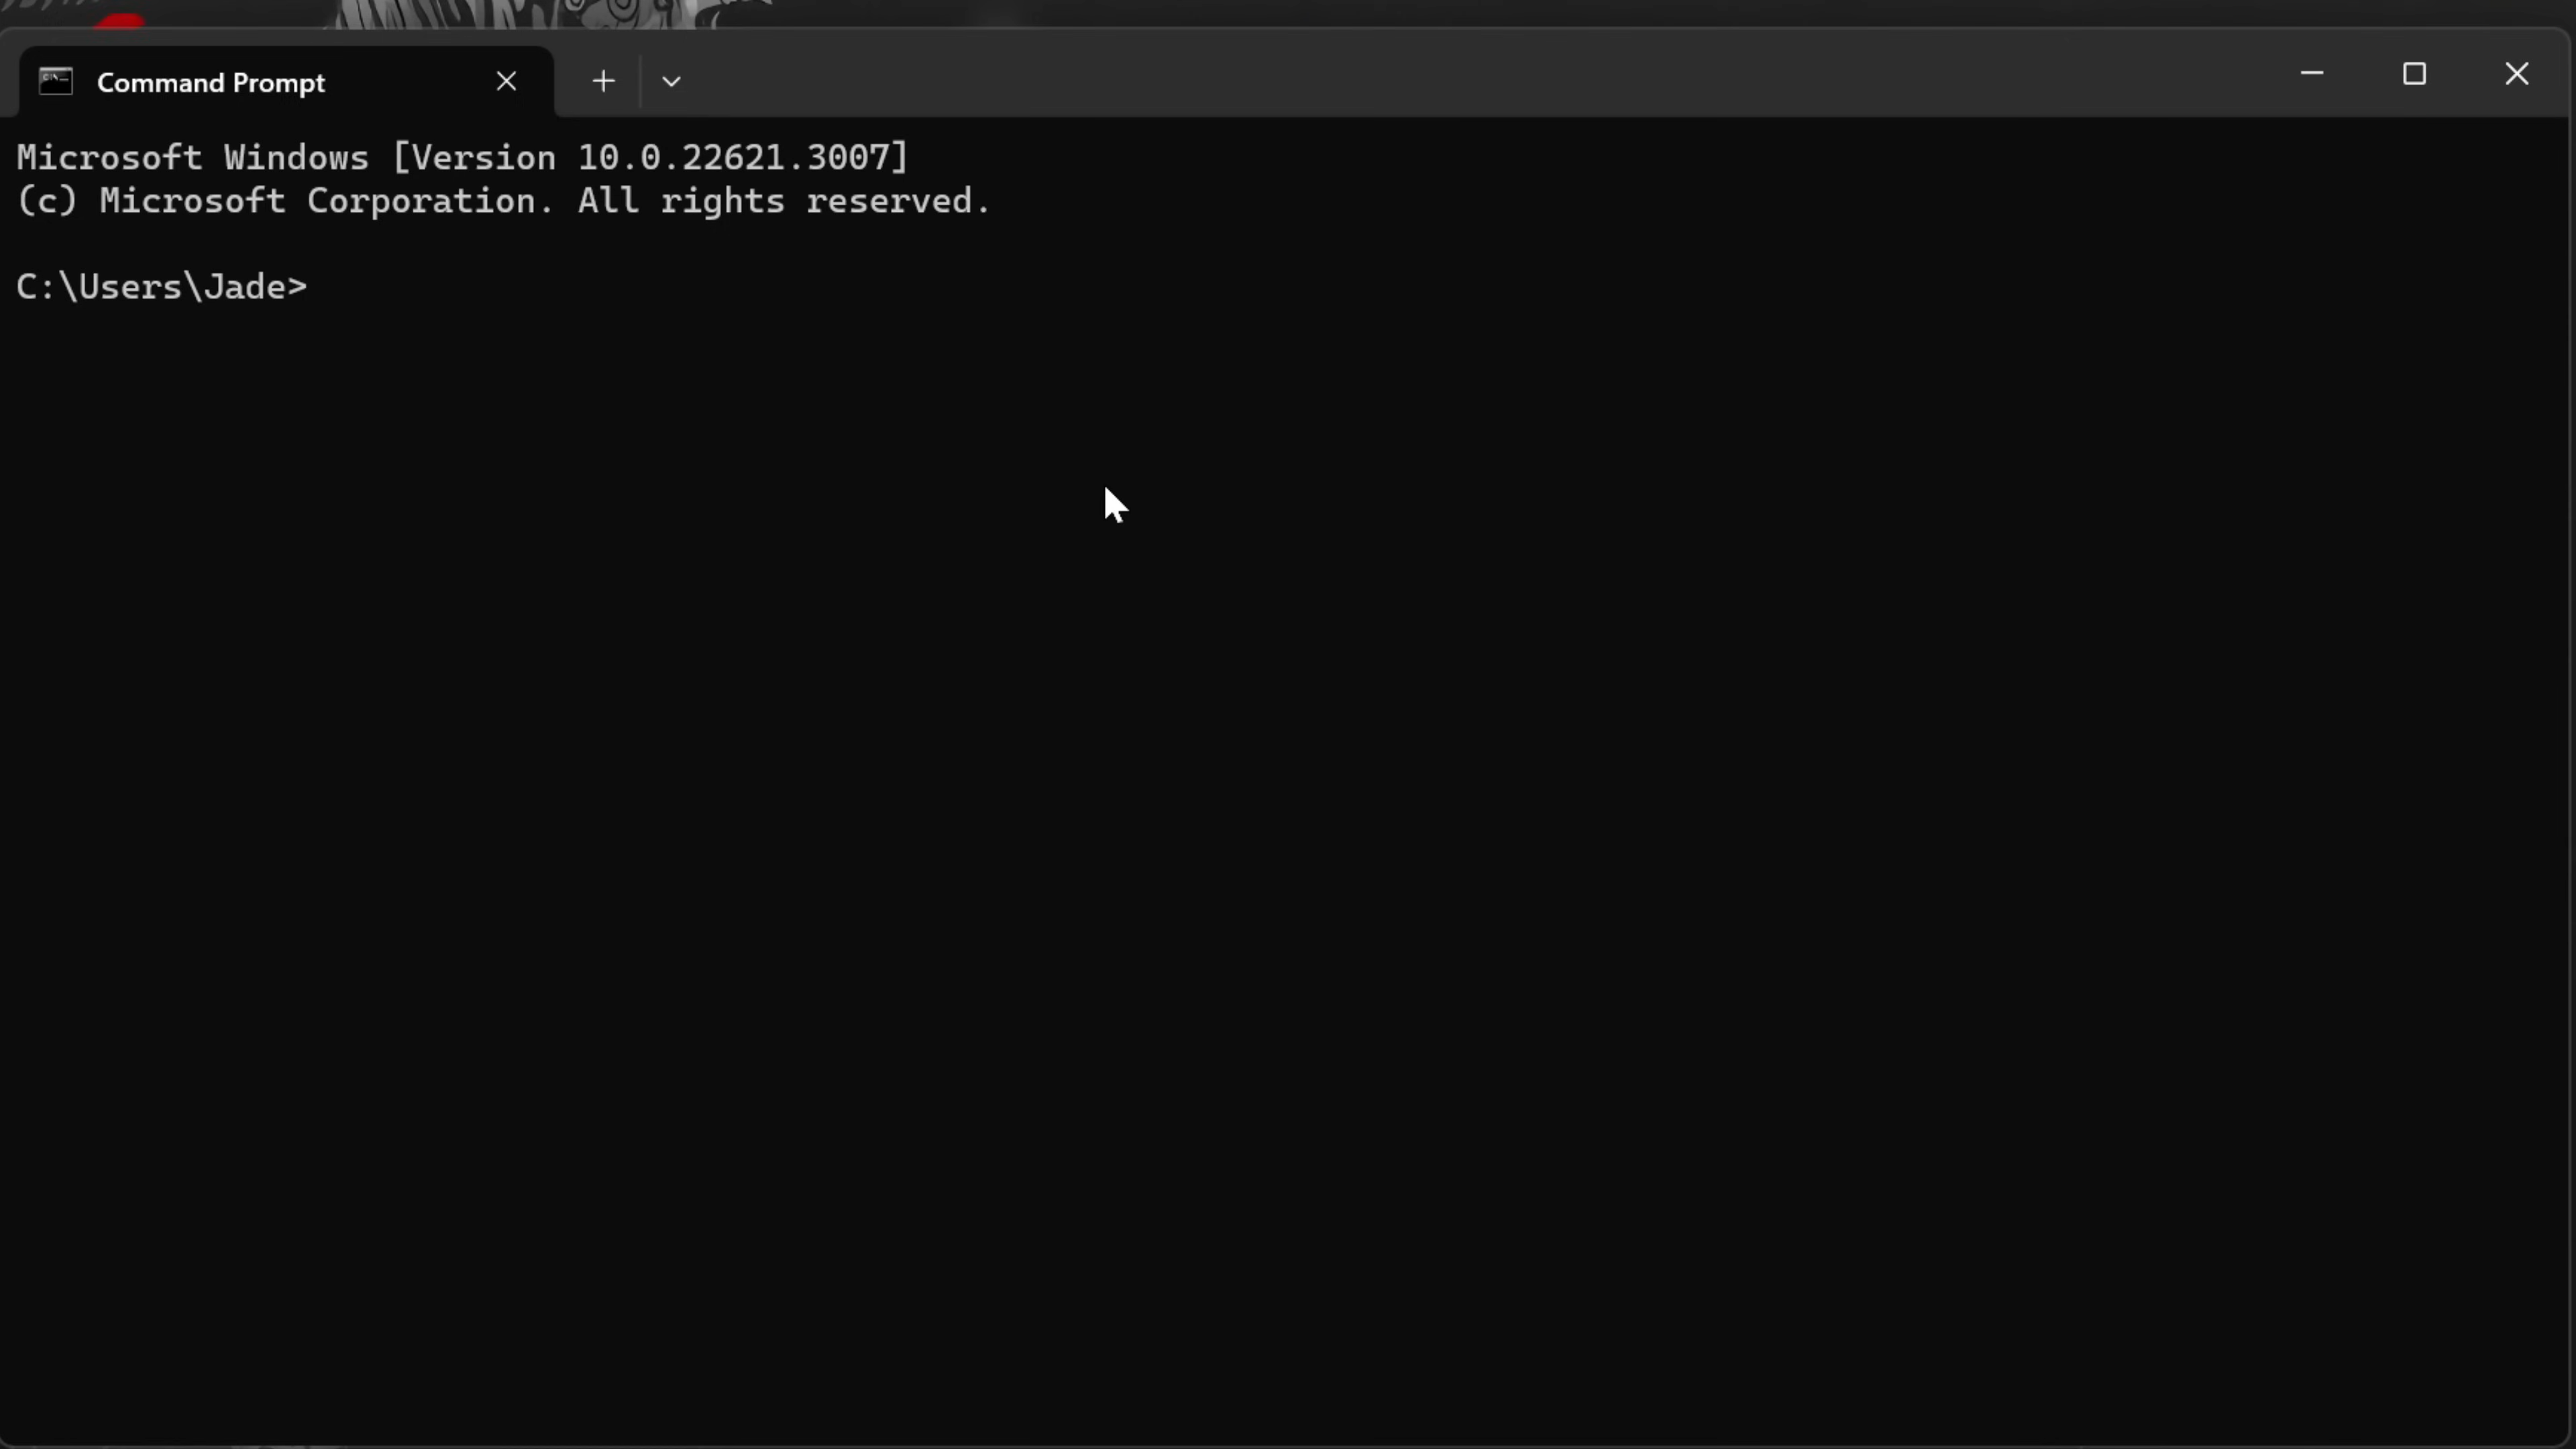 Command Prompt
Microsoft Windows [Version 10.0.22621.3007]
(c) Microsoft Corporation. All rights reserved.
C:\Users\Jade>